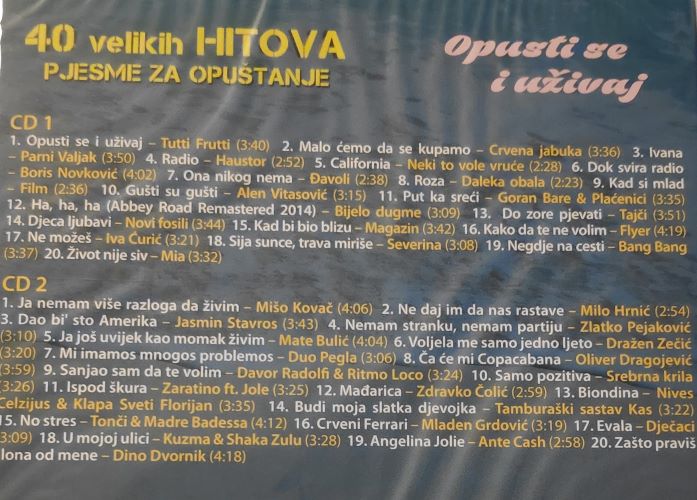 40 velikih HITOVA
PJESME ZA OPUŠTANJE
Opusti se
i uživaj
CD 1
1. Opusti se i uživaj – Tutti Frutti (3:40) 2. Malo ćemo da se kupamo – Crvena jabuka (3:36) 3. Ivana
– Parni Valjak (3:50) 4. Radio – Haustor (2:52) 5. California – Neki to vole vruće (2:28) 6. Dok svira radio
– Boris Novković (4:02) 7. Ona nikog nema – Đavoli (2:38) 8. Roza – Daleka obala (2:23) 9. Kad si mlad
– Film (2:36) 10. Gušti su gušti – Alen Vitasović (3:15) 11. Put ka sreći – Goran Bare & Plaćenici (3:35)
12. Ha, ha, ha (Abbey Road Remastered 2014) – Bijelo dugme (3:09) 13. Do zore pjevati – Tajči (3:51)
14. Djeca ljubavi – Novi fosili (3:44) 15. Kad bi bio blizu – Magazin (3:42) 16. Kako da te ne volim – Flyer (4:19)
17. Ne možeš – Iva Ćurić (3:21) 18. Sija sunce, trava miriše – Severina (3:08) 19. Negdje na cesti – Bang Bang
(3:37) 20. Život nije siv – Mia (3:32)
CD 2
1. Ja nemam više razloga da živim – Mišo Kovač (4:06) 2. Ne daj im da nas rastave – Milo Hrnić (2:54)
3. Dao bi' sto Amerika – Jasmin Stavros (3:43) 4. Nemam stranku, nemam partiju – Zlatko Pejaković
(3:10) 5. Ja još uvijek kao momak živim – Mate Bulić (4:04) 6. Voljela me samo jedno ljeto – Dražen Zečić
(3:20) 7. Mi imamos mnogos problemos – Duo Pegla (3:06) 8. Ča će mi Copacabana – Oliver Dragojević
(3:59) 9. Sanjao sam da te volim – Davor Radolfi & Ritmo Loco (3:24) 10. Samo pozitiva – Srebrna krila
(3:26) 11. Ispod škura – Zaratino ft. Jole (3:25) 12. Mađarica – Zdravko Čolić (2:59) 13. Biondina – Nives
Celzijus & Klapa Sveti Florijan (3:35) 14. Budi moja slatka djevojka – Tamburaški sastav Kas (3:22)
15. No stres – Tonči & Madre Badessa (4:12) 16. Crveni Ferrari – Mladen Grdović (3:19) 17. Evala – Dječaci
(3:09) 18. U mojoj ulici – Kuzma & Shaka Zulu (3:28) 19. Angelina Jolie – Ante Cash (2:58) 20. Zašto praviš
lona od mene – Dino Dvornik (4:18)